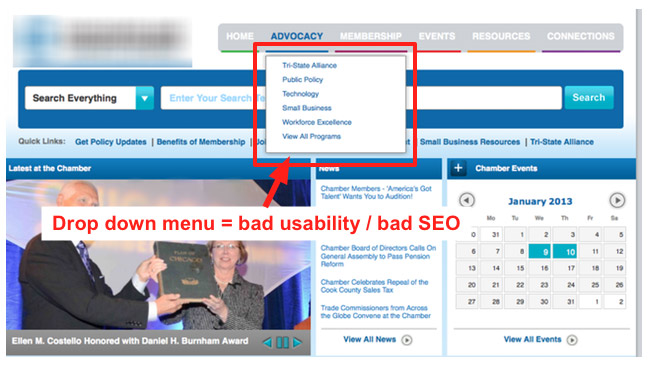 HOME ADVOCACY MEMBERSHIP EVENTS RESOURCES CONNECTIONS
Tri-State Alliance
Public Policy
Technology
Small Business
Workforce Excellence
View All Programs
Search Everything
Enter Your Search
Search
Quick Links: Get Policy Updates | Benefits of Membership | Small Business Resources | Tri-State Alliance
Latest at the Chamber
News
Chamber Members - 'America's Got
Talent' Wants You to Audition!
Drop down menu = bad usability / bad SEO
Chamber Board of Directors Calls On
General Assembly to Pass Pension
Reform
Chamber Celebrates Repeal of the
Cook County Sales Tax
Trade Commissioners from Across
the Globe Convene at the Chamber
View All News
+ Chamber Events
January 2013
Mo Tu We Th Fr Sa
31 1 2 3 4 5
6 7 8 9 10 11 12
13 14 15 16 17 18 19
20 21 22 23 24 25 26
27 28 29 30 31 1 2
View All Events
CHICAGO
Ellen M. Costello Honored with Daniel H. Burnham Award